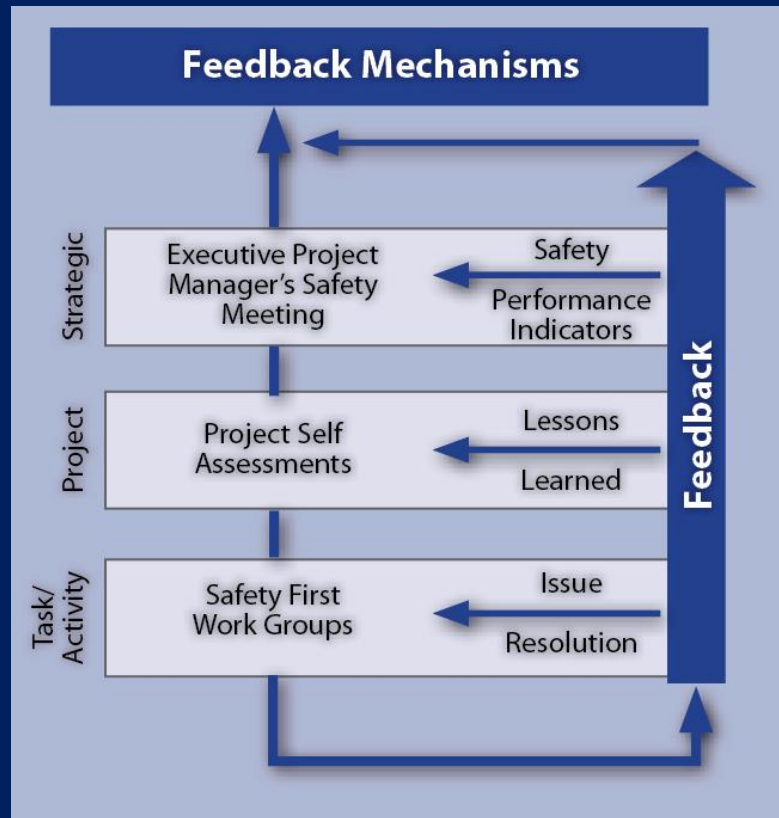 Feedback Mechanisms
Strategic
Executive Project
Manager's Safety
Meeting
Safety
Performance
Indicators
Project
Project Self
Assessments
Lessons
Learned
Task/
Activity
Safety First
Work Groups
Issue
Resolution
Feedback